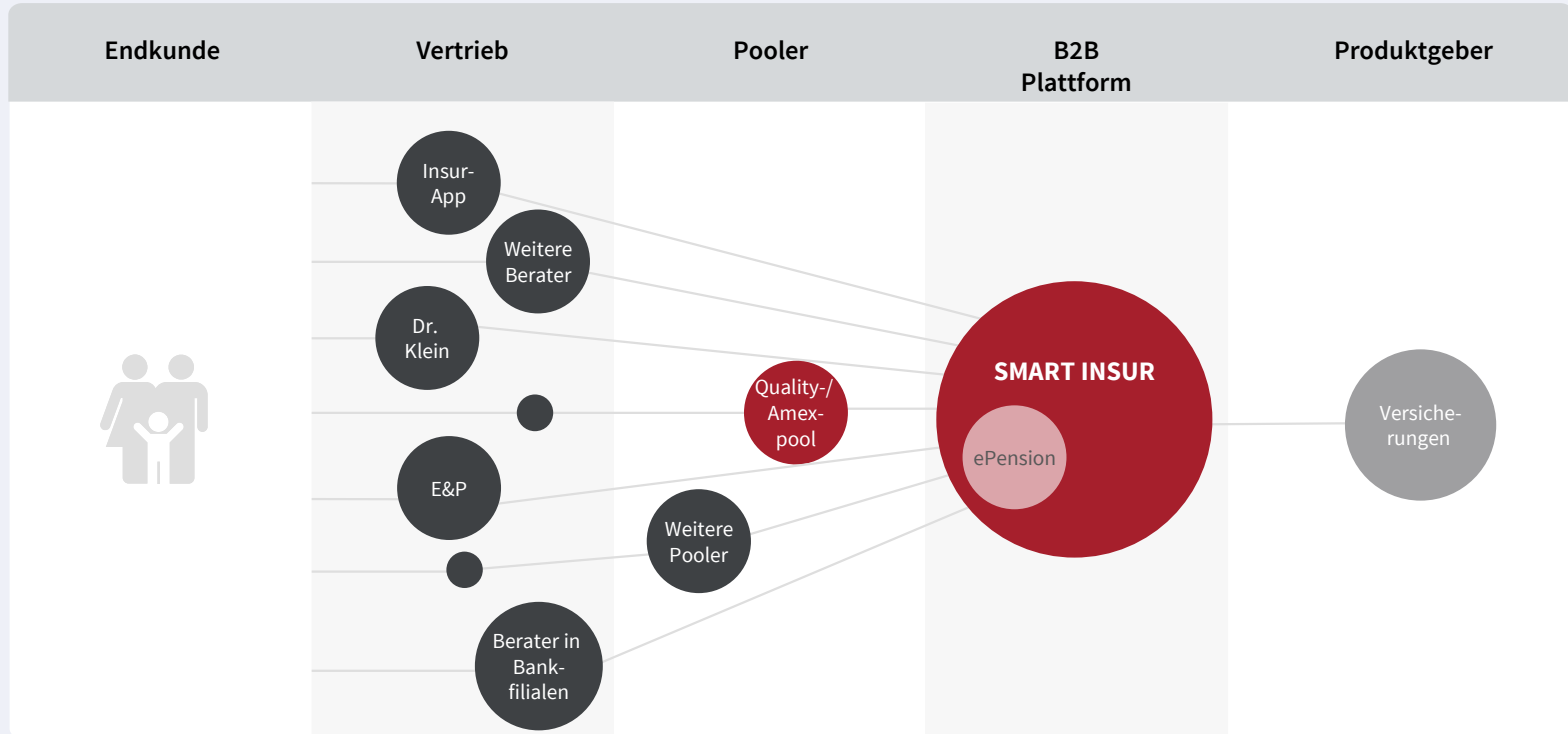 Endkunde
Vertrieb
Pooler
B2B
Plattform
Produktgeber
Insur-
App
Weitere
Berater
Dr.
Klein
Quality-/
Amex-
pool
SMART INSUR
ePension
Versiche-
rungen
E&P
Weitere
Pooler
Berater in
Bank-
filialen